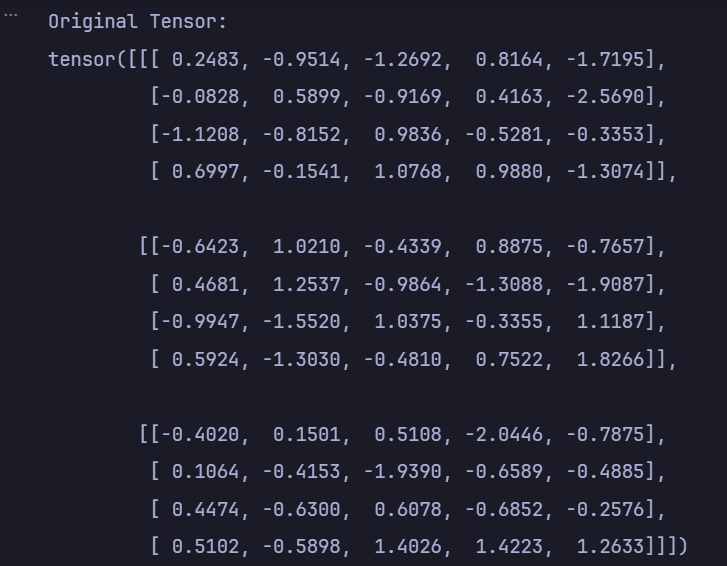 ...
Original Tensor:
tensor([[[ 0.2483, -0.9514, -1.2692,  0.8164, -1.7195],
         [-0.0828,  0.5899, -0.9169,  0.4163, -2.5690],
         [-1.1208, -0.8152,  0.9836, -0.5281, -0.3353],
         [ 0.6997, -0.1541,  1.0768,  0.9880, -1.3074]],
        [[-0.6423,  1.0210, -0.4339,  0.8875, -0.7657],
         [ 0.4681,  1.2537, -0.9864, -1.3088, -1.9087],
         [-0.9947, -1.5520,  1.0375, -0.3355,  1.1187],
         [ 0.5924, -1.3030, -0.4810,  0.7522,  1.8266]],
        [[-0.4020,  0.1501,  0.5108, -2.0446, -0.7875],
         [ 0.1064, -0.4153, -1.9390, -0.6589, -0.4885],
         [ 0.4474, -0.6300,  0.6078, -0.6852, -0.2576],
         [ 0.5102, -0.5898,  1.4026,  1.4223,  1.2633]]])